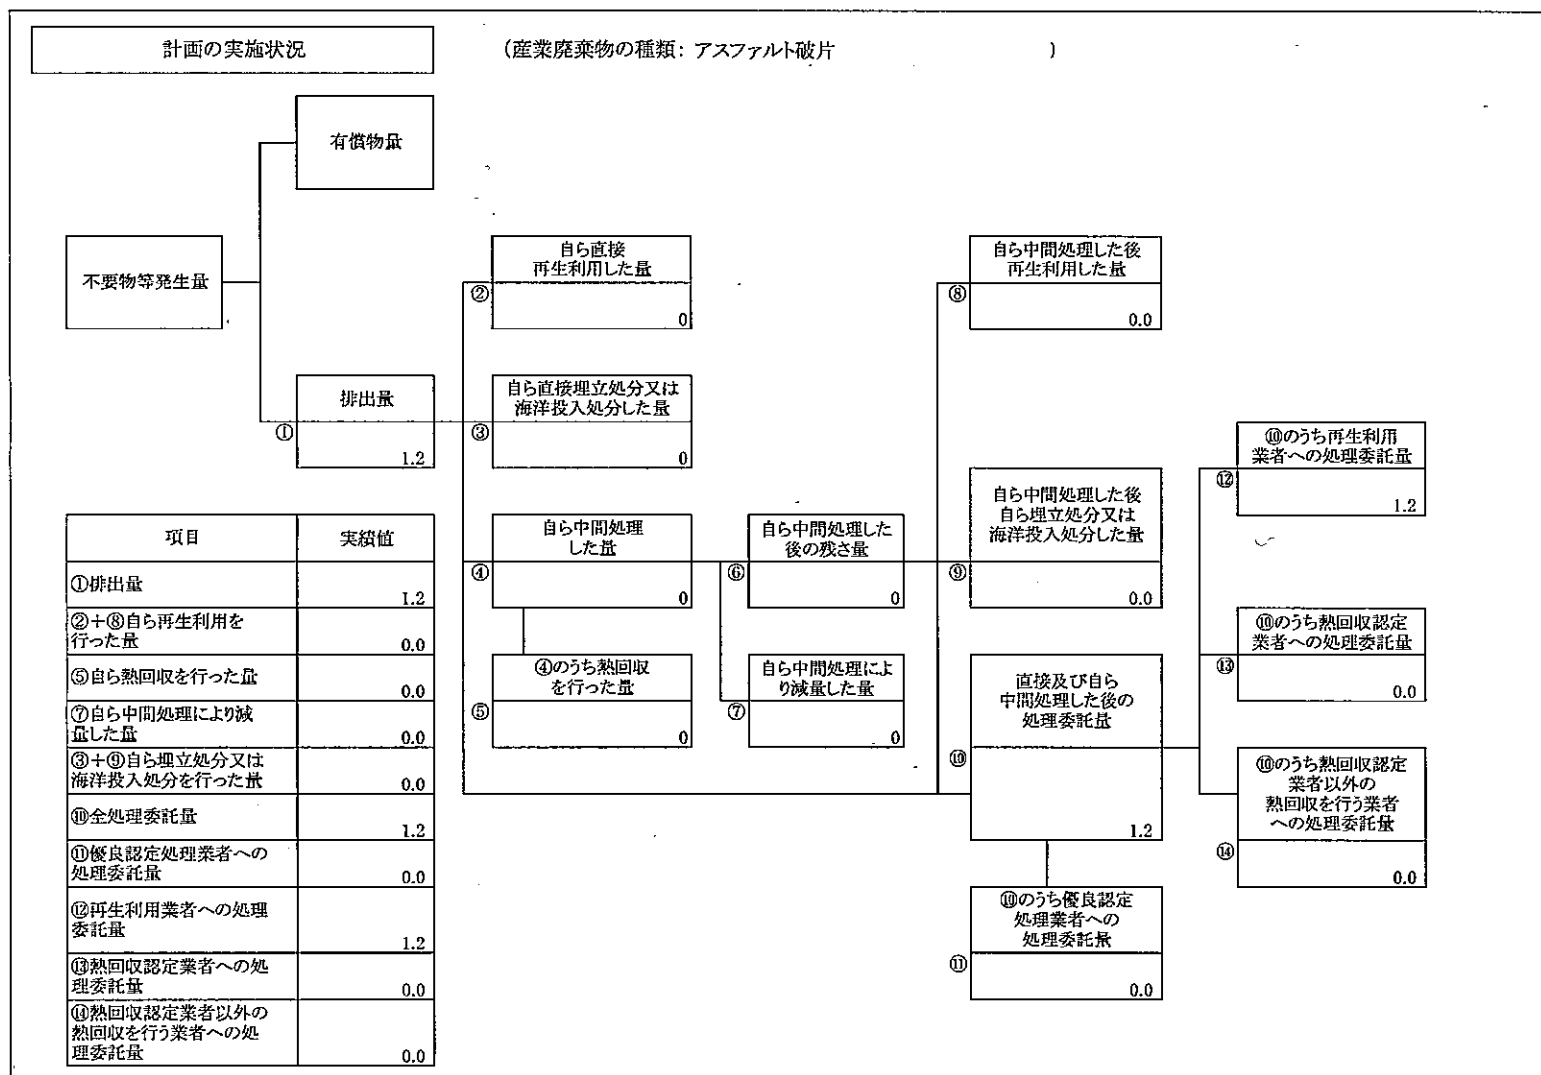 計画の実施状況
(産業廃棄物の種類: アスファルト破片 )
有償物量
不要物等発生量
排出量
①
1.2
自ら直接
再生利用した量
②
0
自ら直接埋立処分又は
海洋投入処分した量
③
0
自ら中間処理
した量
④
0
④のうち熱回収
を行った量
⑤
0
自ら中間処理した
後の残さ量
⑥
0
自ら中間処理によ
り減量した量
⑦
0
自ら中間処理した後
再生利用した量
⑧
0.0
自ら中間処理した後
自ら埋立処分又は
海洋投入処分した量
⑨
0.0
直接及び自ら
中間処理した後の
処理委託量
⑩
1.2
⑩のうち優良認定
処理業者への
処理委託量
⑪
0.0
⑩のうち再生利用
業者への処理委託量
⑫
1.2
⑩のうち熱回収認定
業者への処理委託量
⑬
0.0
⑩のうち熱回収認定
業者以外の
熱回収を行う業者
への処理委託量
⑭
0.0
項目 実績値
①排出量 1.2
②+⑧自ら再生利用を
行った量 0.0
⑤自ら熱回収を行った量 0.0
⑦自ら中間処理により減
量した量 0.0
③+⑨自ら埋立処分又は
海洋投入処分を行った量 0.0
⑩全処理委託量 1.2
⑪優良認定処理業者への
処理委託量 0.0
⑫再生利用業者への処理
委託量 1.2
⑬熱回収認定業者への処
理委託量 0.0
⑭熱回収認定業者以外の
熱回収を行う業者への処
理委託量 0.0